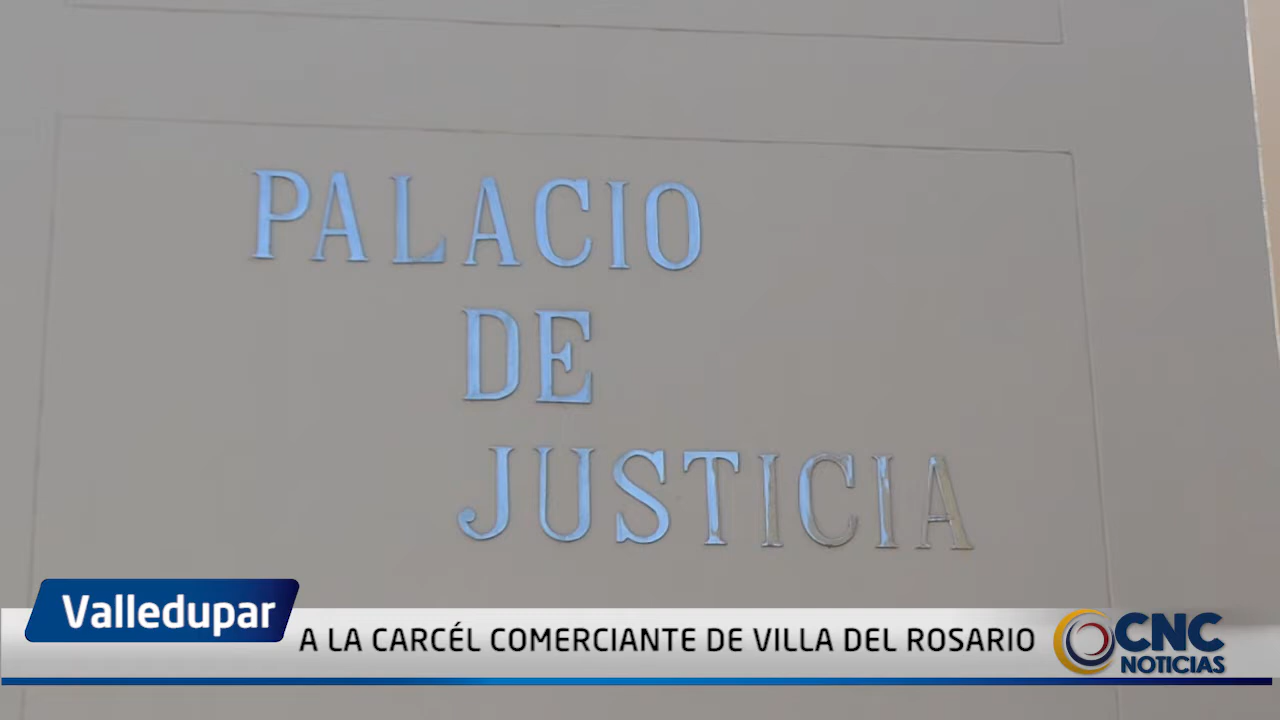 PALACIO
DE
JUSTICIA
Valledupar
A LA CARCÉL COMERCIANTE DE VILLA DEL ROSARIO
CNC
NOTICIAS